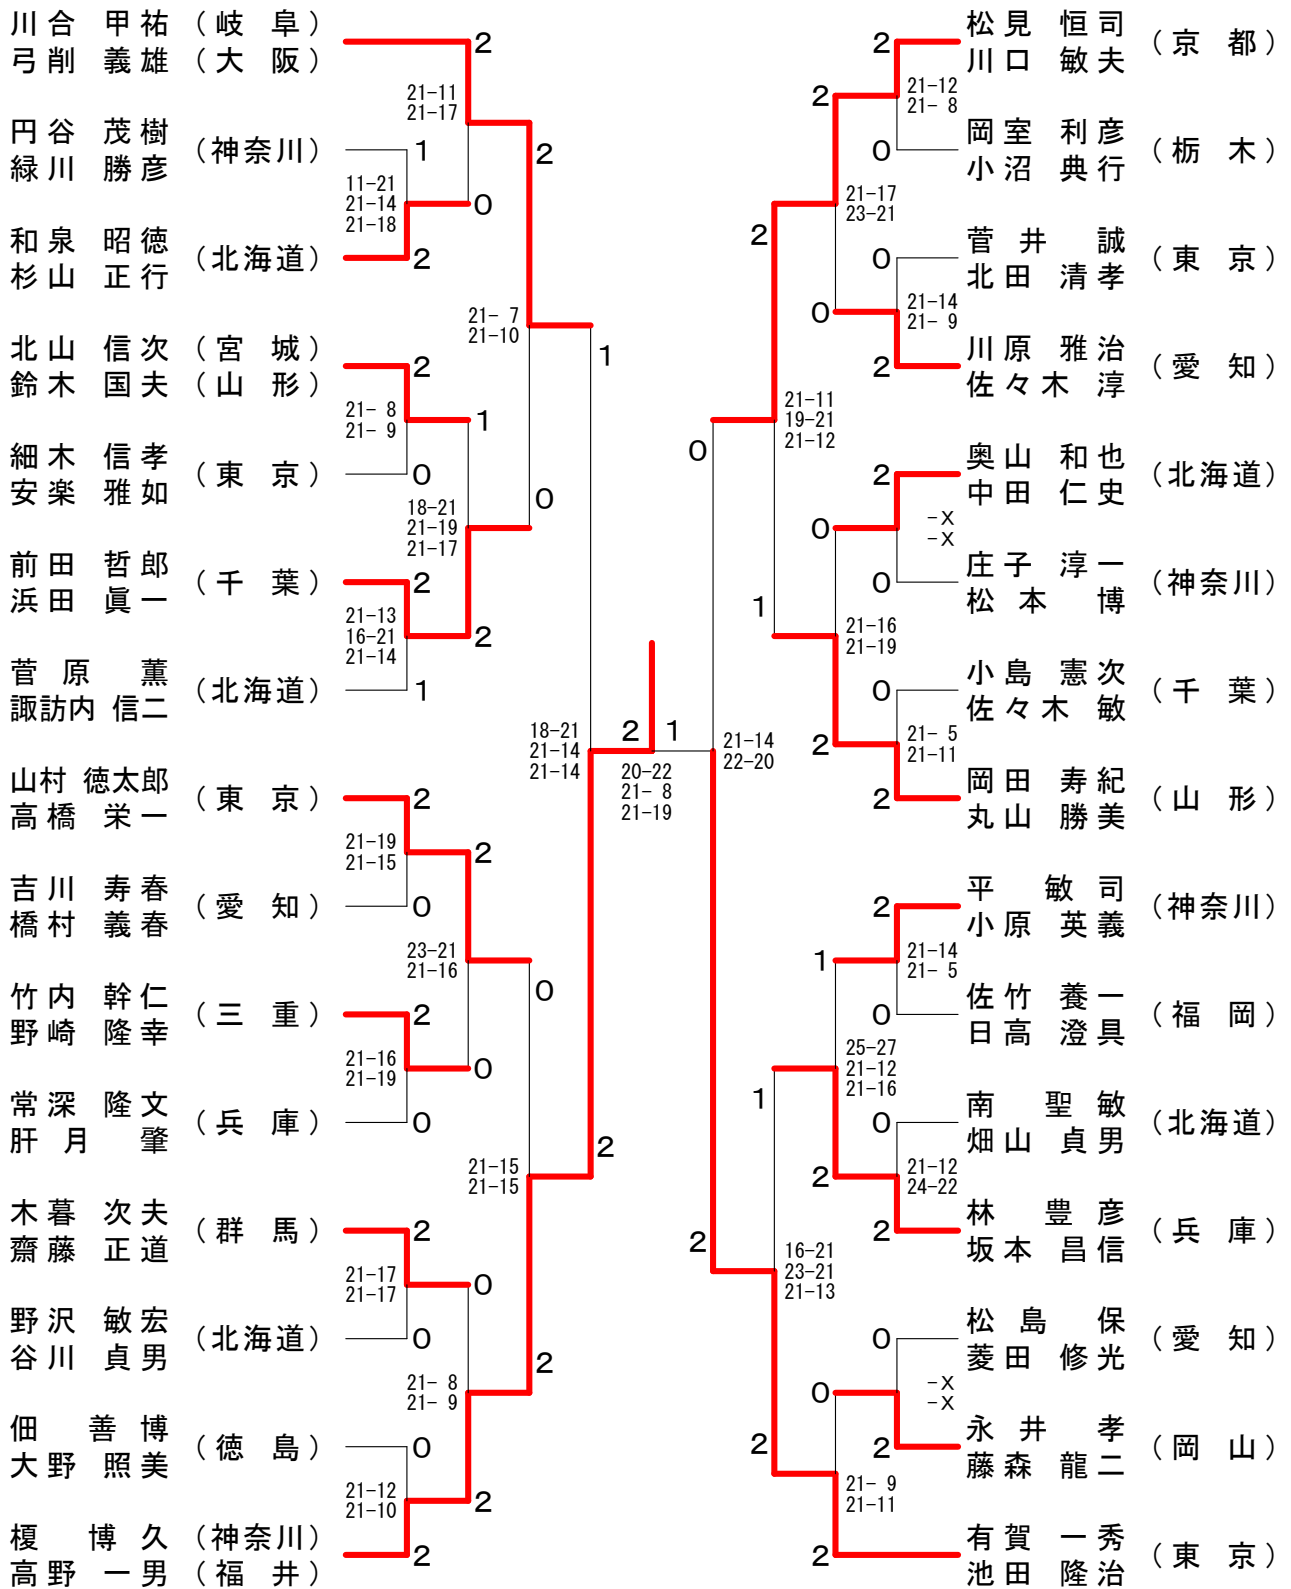 川合 甲祐 (岐阜)
弓削 義雄 (大阪)
2
21-11
21-17
円谷 茂樹
緑川 勝彦
(神奈川)
1
2
11-21
21-14
21-18
0
和泉 昭徳
杉山 正行
(北海道)
2
21- 7
21-10
1
北山 信次 (宮城)
鈴木 国夫 (山形)
2
21- 8
21- 9
1
細木 信孝
安楽 雅如
(東京)
0
0
18-21
21-19
21-17
前田 哲郎
浜田 眞一
(千葉)
2
21-13
16-21
21-14
2
菅原 薫
諏訪内 信二
(北海道)
1
18-21
21-14
21-14
山村 徳太郎
高橋 栄一
(東京)
2
21-19
21-15
2
吉川 寿春
橋村 義春
(愛知)
0
23-21
21-16
0
竹内 幹仁
野崎 隆幸
(三重)
2
21-16
21-19
0
常深 隆文
肝月 肇
(兵庫)
0
21-15
21-15
2
木暮 次夫
齋藤 正道
(群馬)
2
21-17
21-17
0
野沢 敏宏
谷川 貞男
(北海道)
0
2
21- 8
21- 9
佃 善博
大野 照美
(徳島)
0
21-12
21-10
2
榎 博久 (神奈川)
高野 一男 (福井)
2
2 1
20-22
21- 8
21-19
2
松見 恒司
川口 敏夫
(京都)
2
21-12
21- 8
0
岡室 利彦
小沼 典行
(栃木)
21-17
23-21
2
0
菅井 誠
北田 清孝
(東京)
0
21-14
21- 9
2
川原 雅治
佐々木 淳
(愛知)
21-11
19-21
21-12
0
2
奥山 和也
中田 仁史
(北海道)
0
-X
-X
0
庄子 淳一
松本 博
(神奈川)
1
21-16
21-19
0
小島 憲次
佐々木 敏
(千葉)
2
21- 5
21-11
2
岡田 寿紀
丸山 勝美
(山形)
21-14
22-20
2
平 敏司
小原 英義
(神奈川)
1
21-14
21- 5
0
佐竹 養一
日高 澄具
(福岡)
25-27
21-12
21-16
1
0
南 聖敏
畑山 貞男
(北海道)
2
21-12
24-22
2
林 豊彦
坂本 昌信
(兵庫)
2
16-21
23-21
21-13
0
松島 保
菱田 修光
(愛知)
0
-X
-X
2
永井 孝
藤森 龍二
(岡山)
2
21- 9
21-11
2
有賀 一秀
池田 隆治
(東京)